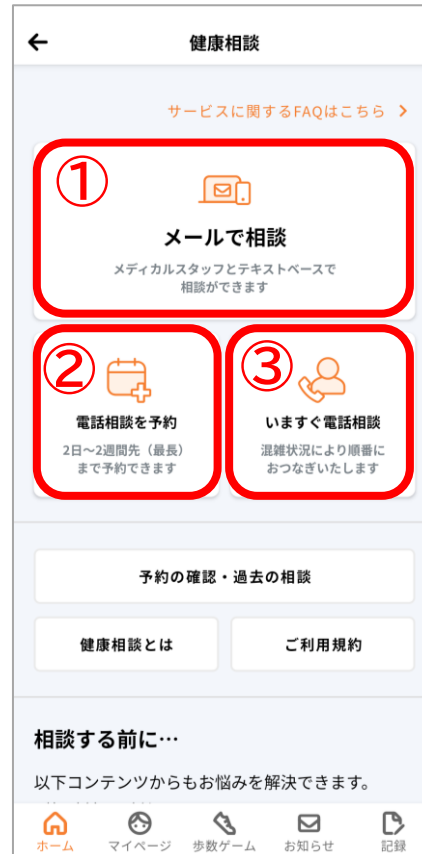 健康相談
サービスに関するFAQはこちら
①
メールで相談
メディカルスタッフとテキストベースで
相談ができます
②
電話相談を予約
2日～2週間先（最長）
まで予約できます
③
いますぐ電話相談
混雑状況により順番に
おつなぎいたします
予約の確認・過去の相談
健康相談とは
ご利用規約
相談する前に…
以下コンテンツからもお悩みを解決できます。
ホーム
マイページ
歩数ゲーム
お知らせ
記録